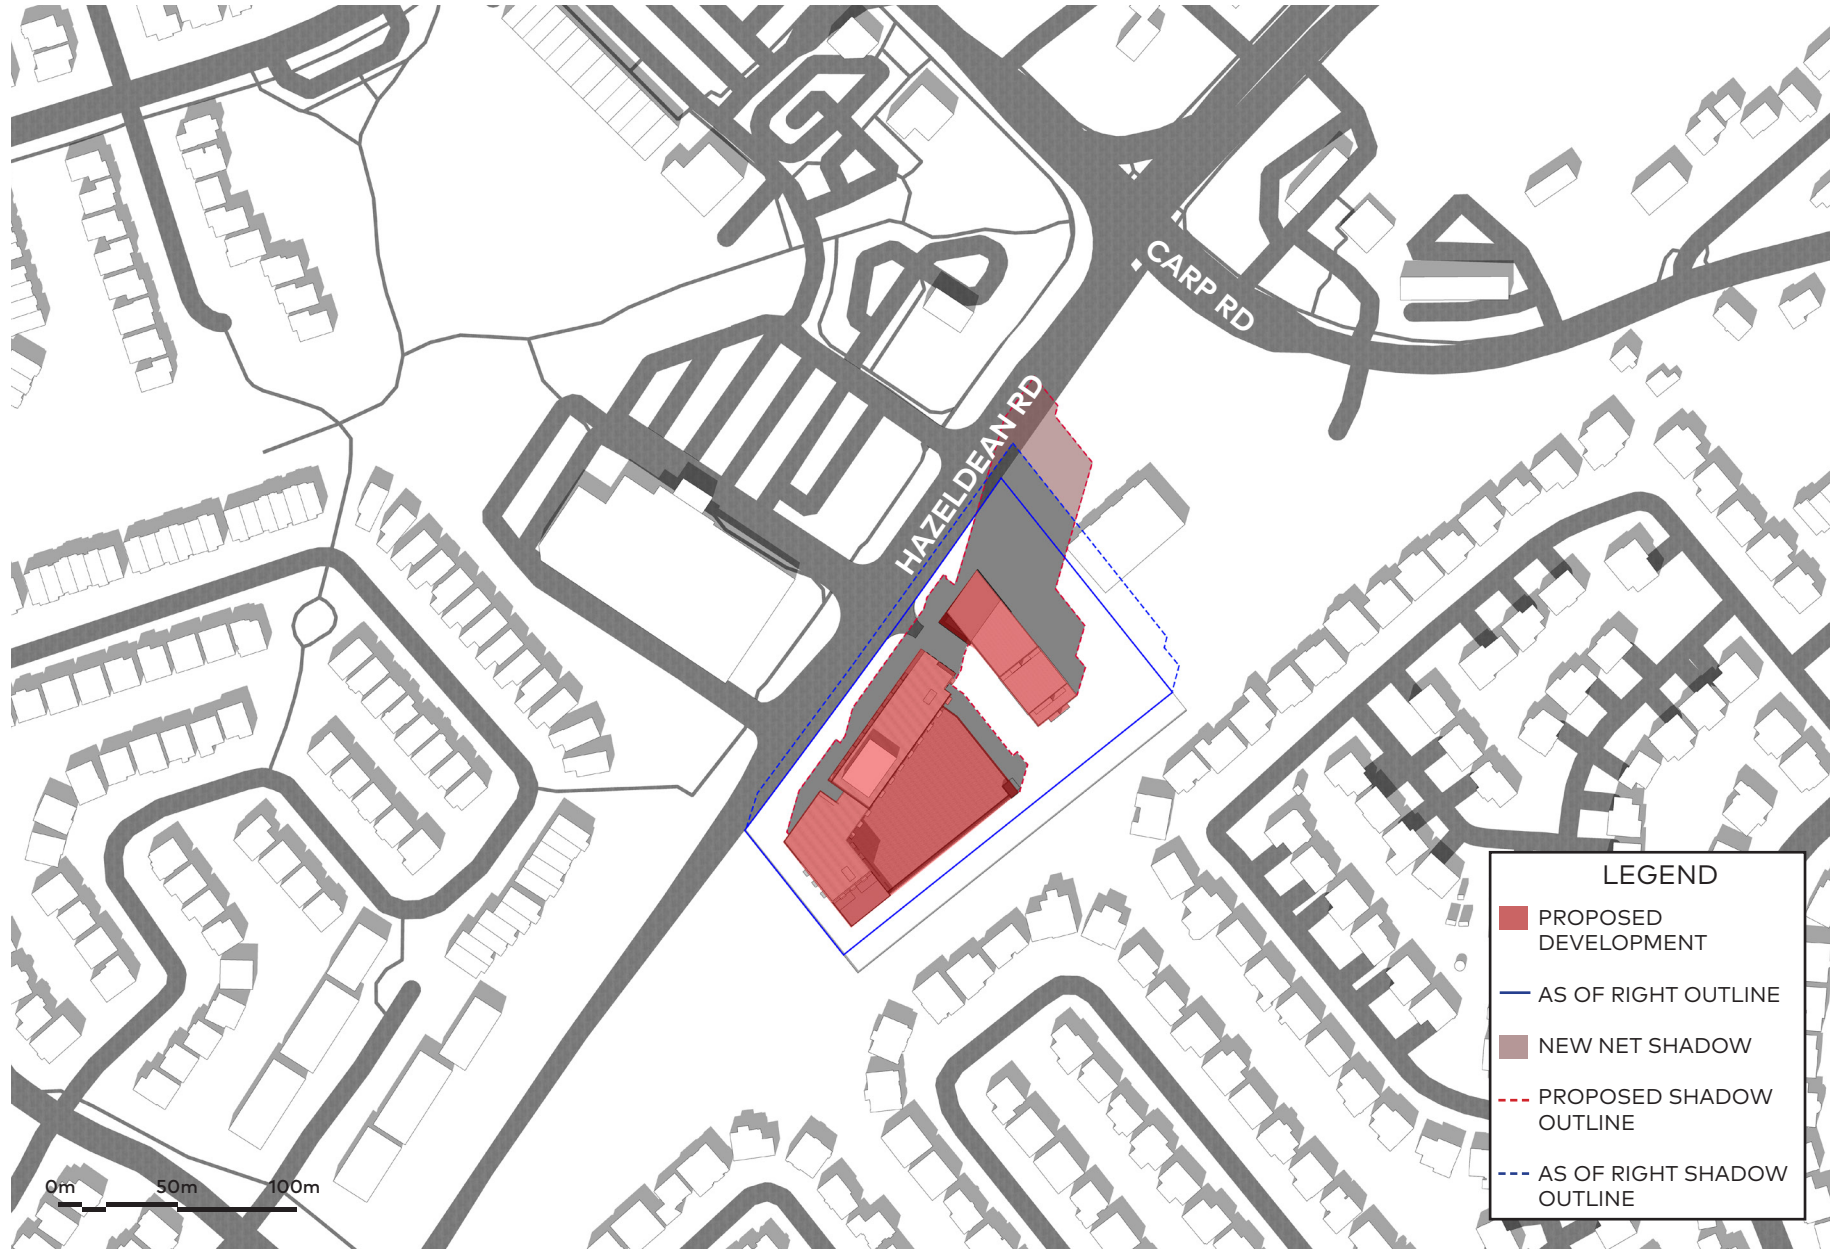 CARP RD
HAZELDEAN RD
LEGEND
PROPOSED
DEVELOPMENT
AS OF RIGHT OUTLINE
NEW NET SHADOW
PROPOSED SHADOW
OUTLINE
AS OF RIGHT SHADOW
OUTLINE
0m 50m 100m